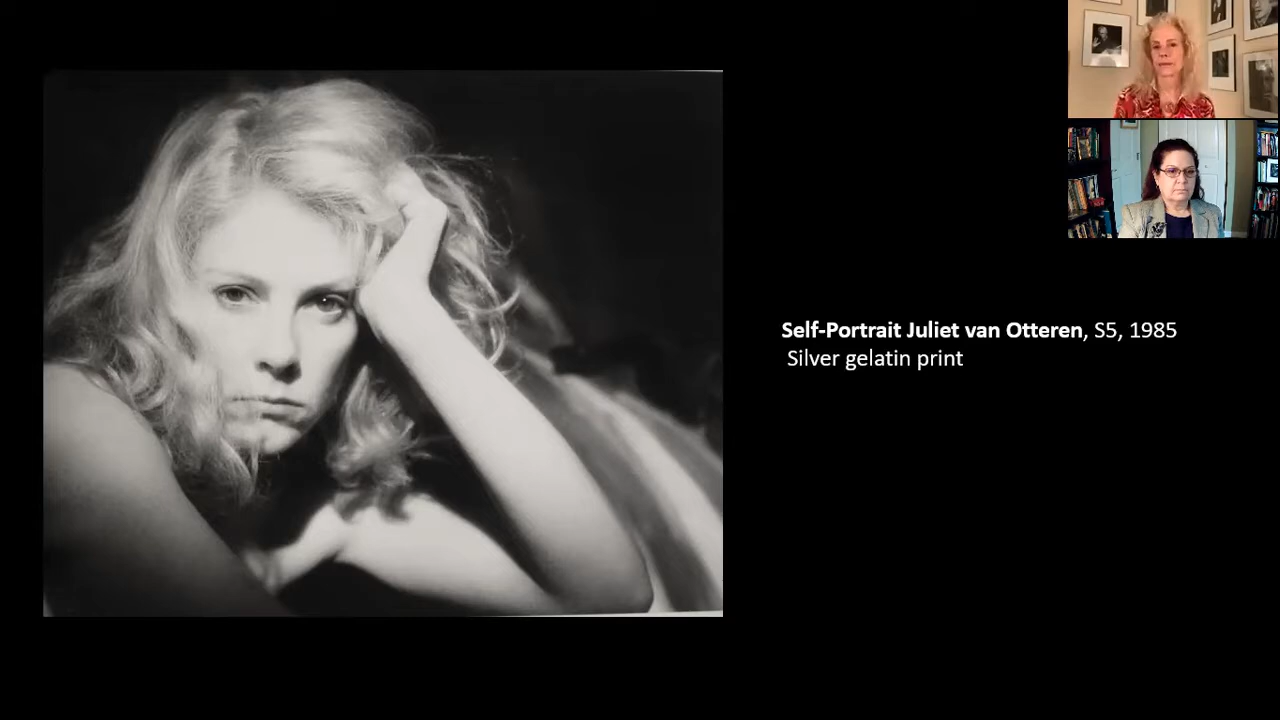 Self-Portrait Juliet van Otteren, S5, 1985
Silver gelatin print